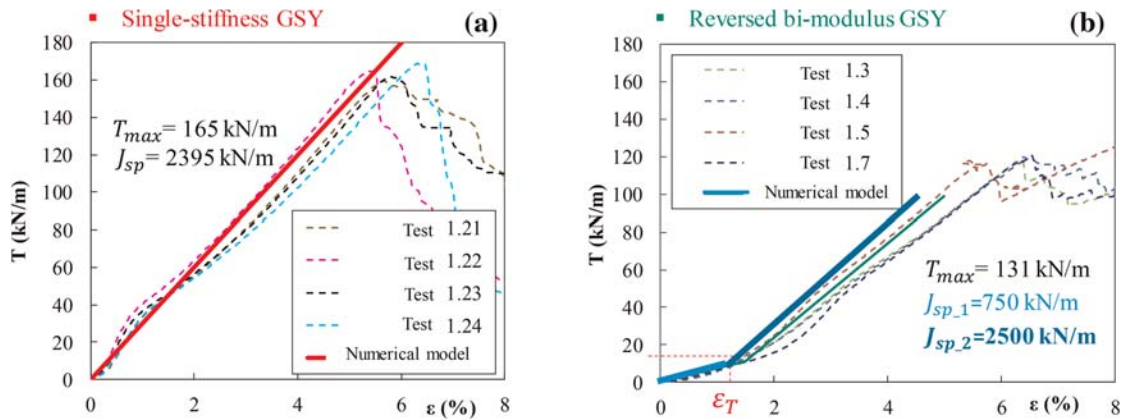 Single-stiffness GSY
(a)
180
160
140
120
100
80
60
40
20
0
T (kN/m)
T_max= 165 kN/m
J_sp= 2395 kN/m
Test 1.21
Test 1.22
Test 1.23
Test 1.24
Numerical model
0 2 4 6 8
ε (%)
Reversed bi-modulus GSY
(b)
180
160
140
120
100
80
60
40
20
0
T (kN/m)
Test 1.3
Test 1.4
Test 1.5
Test 1.7
Numerical model
T_max = 131 kN/m
J_sp_1=750 kN/m
J_sp_2=2500 kN/m
0 2 4 6 8
ε_T
ε (%)